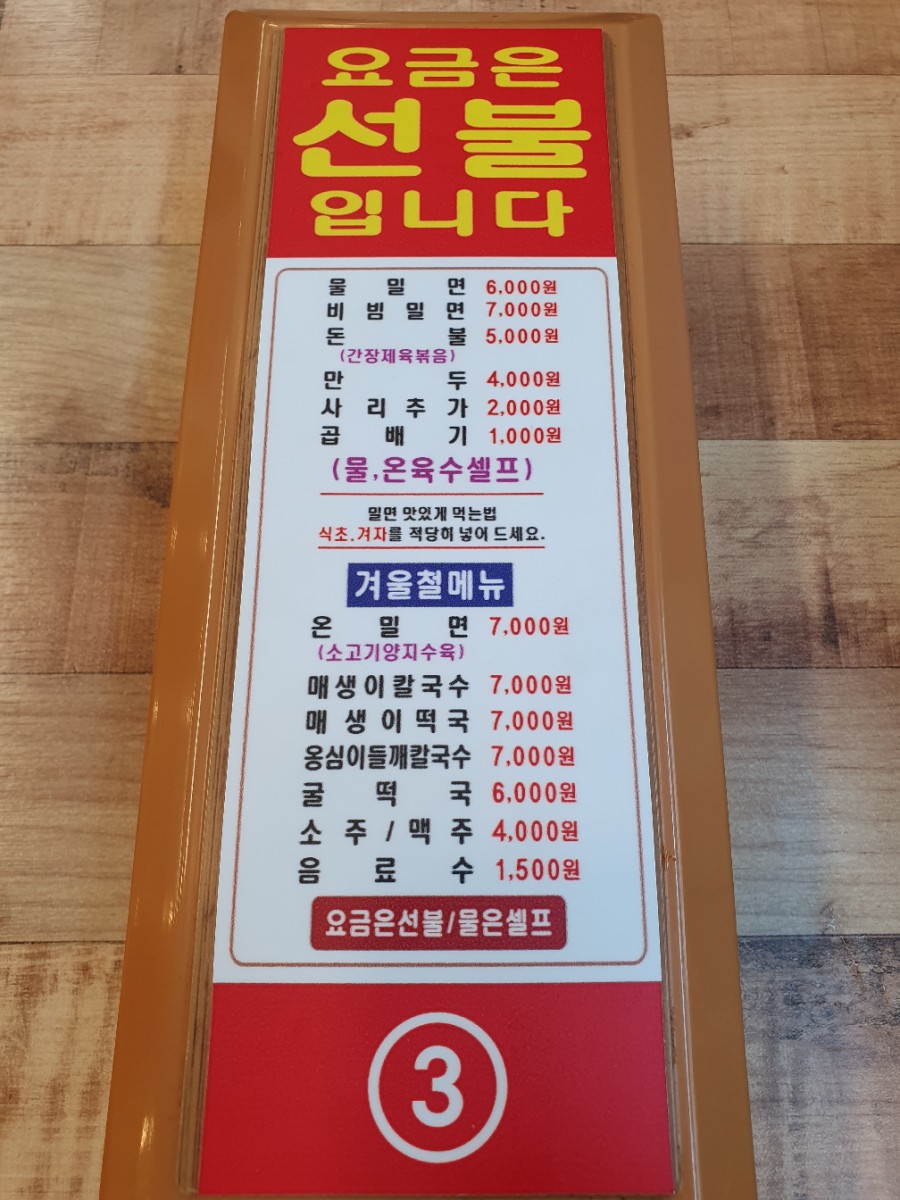 요금은
선불
입니다
물밀면 6,000원
비빔밀면 7,000원
돈불 5,000원
(간장제육볶음)
만두 4,000원
사리추가 2,000원
곱배기 1,000원
(물,온육수셀프)
밀면 맛있게 먹는법
식초.겨자를 적당히 넣어 드세요.
겨울철메뉴
온밀면 7,000원
(소고기양지수육)
매생이칼국수 7,000원
매생이떡국 7,000원
옹심이들깨칼국수 7,000원
굴떡국 6,000원
소주/맥주 4,000원
음료수 1,500원
요금은선불/물은셀프
3